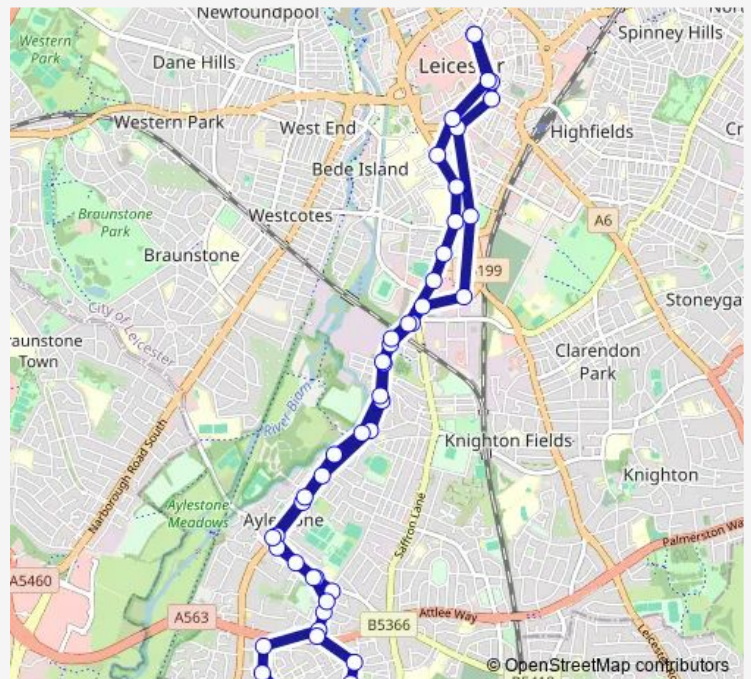 Newfoundpool
Spinney Hills
Western
Park
Dane Hills
Leicester
Western Park
West End
Highfields
Bede Island
Braunstone
Park
Westcotes
A6
Braunstone
199
City of Leicester
Stoneyga
raunstone
Town
Clarendon
Park
River Biam
Narborough Road South
Knighton Fields
Knighton
Aylestone
Meadows
Aylestone
Saffron Lane
Palmerston Wa
A5460
A563
B5366
Attlee Way
Leiceste
© OpenStreetMap contributors